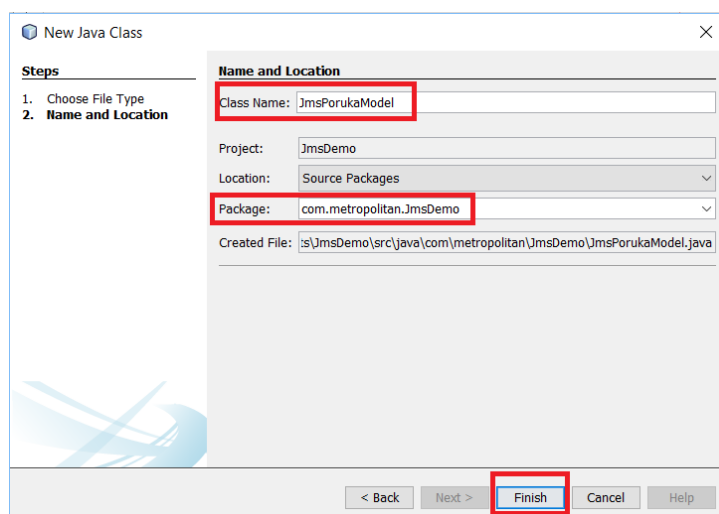 New Java Class
Steps
1. Choose File Type
2. Name and Location
Name and Location
Class Name: JmsPorukaModel
Project: JmsDemo
Location: Source Packages
Package: com.metropolitan.JmsDemo
Created File: :s\JmsDemo\src\java\com\metropolitan\JmsDemo\JmsPorukaModel.java
< Back Next > Finish Cancel Help